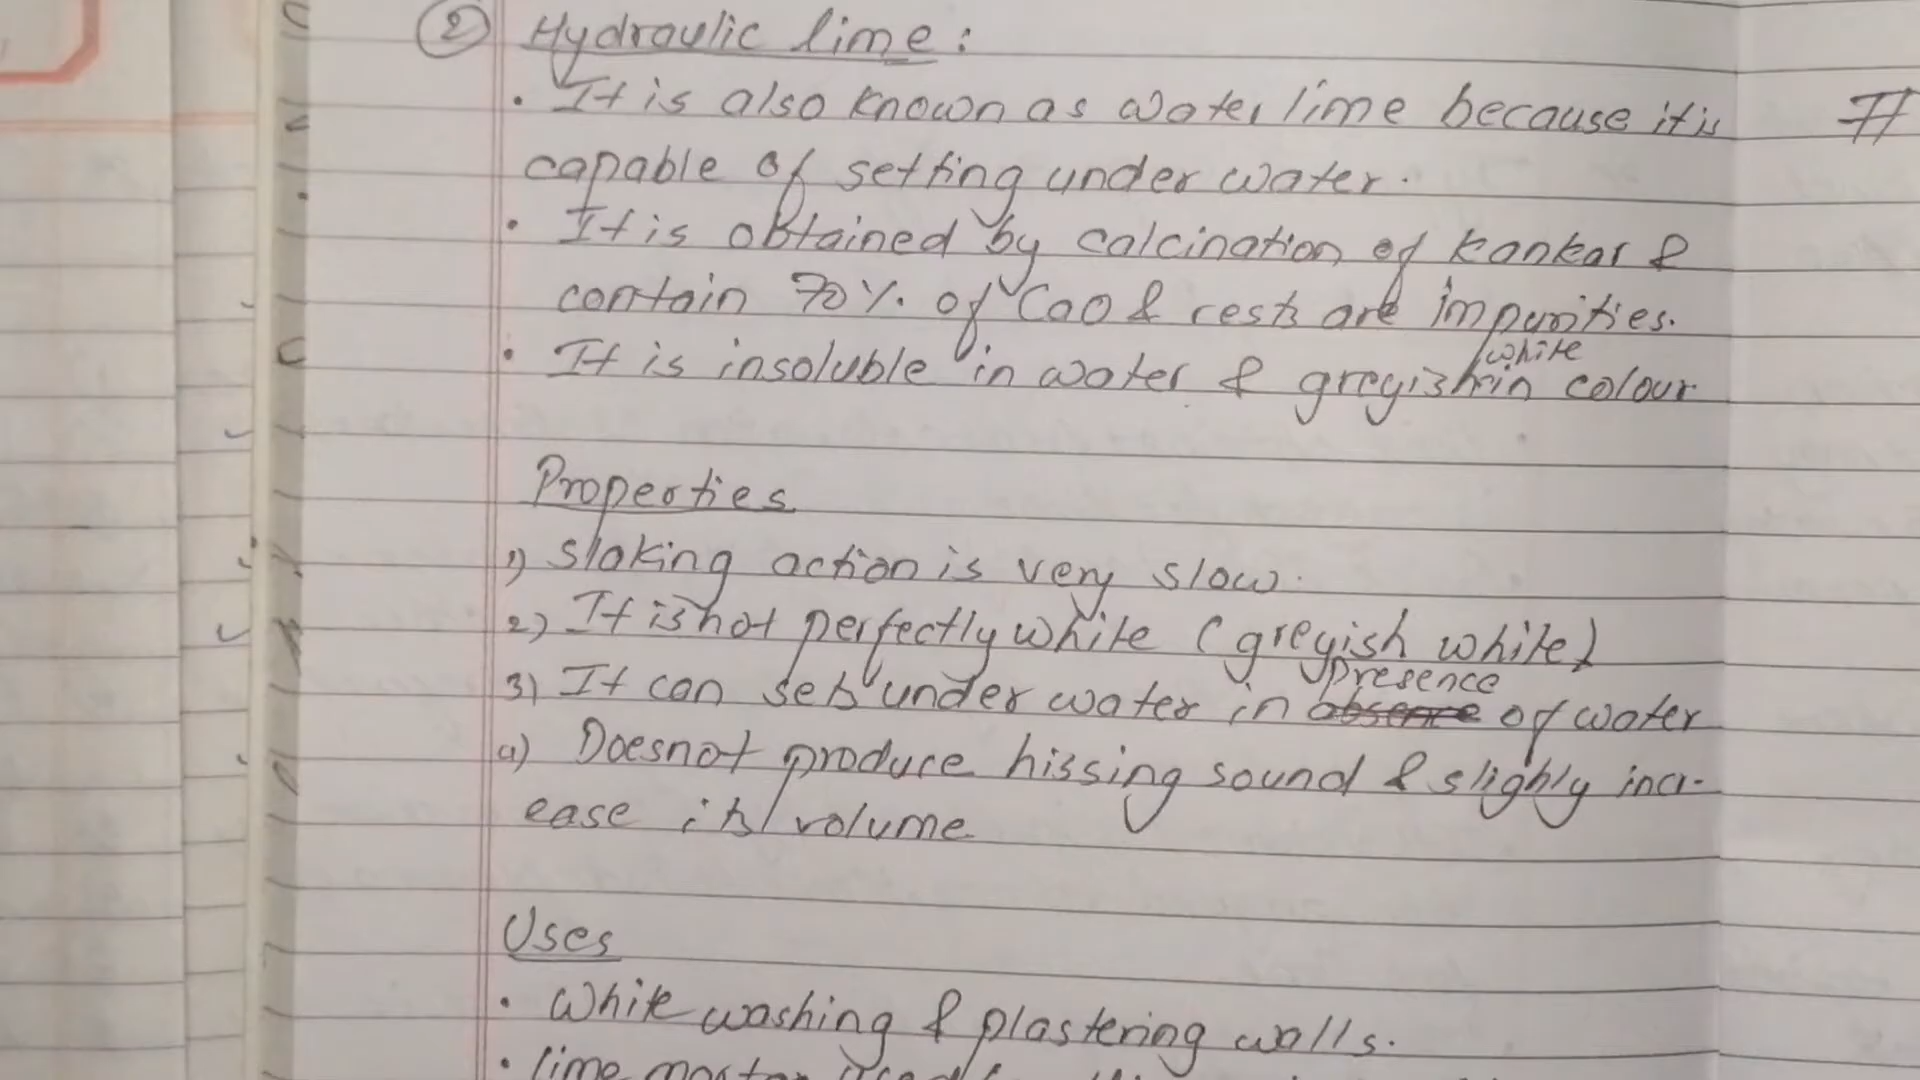 ② Hydraulic lime:
• It is also known as water lime because it is
capable of setting under water.
• It is obtained by calcination of kankar &
contain 70% of CaO & rests are impurities.
• It is insoluble in water & greyish white in colour
Properties
1) slaking action is very slow.
2) It is not perfectly white (greyish white)
3) It can sets under water in absence presence of water
4) Doesnot produce hissing sound & slighly incr-
ease its volume
Uses
• White washing & plastering walls.
• lime mortar used